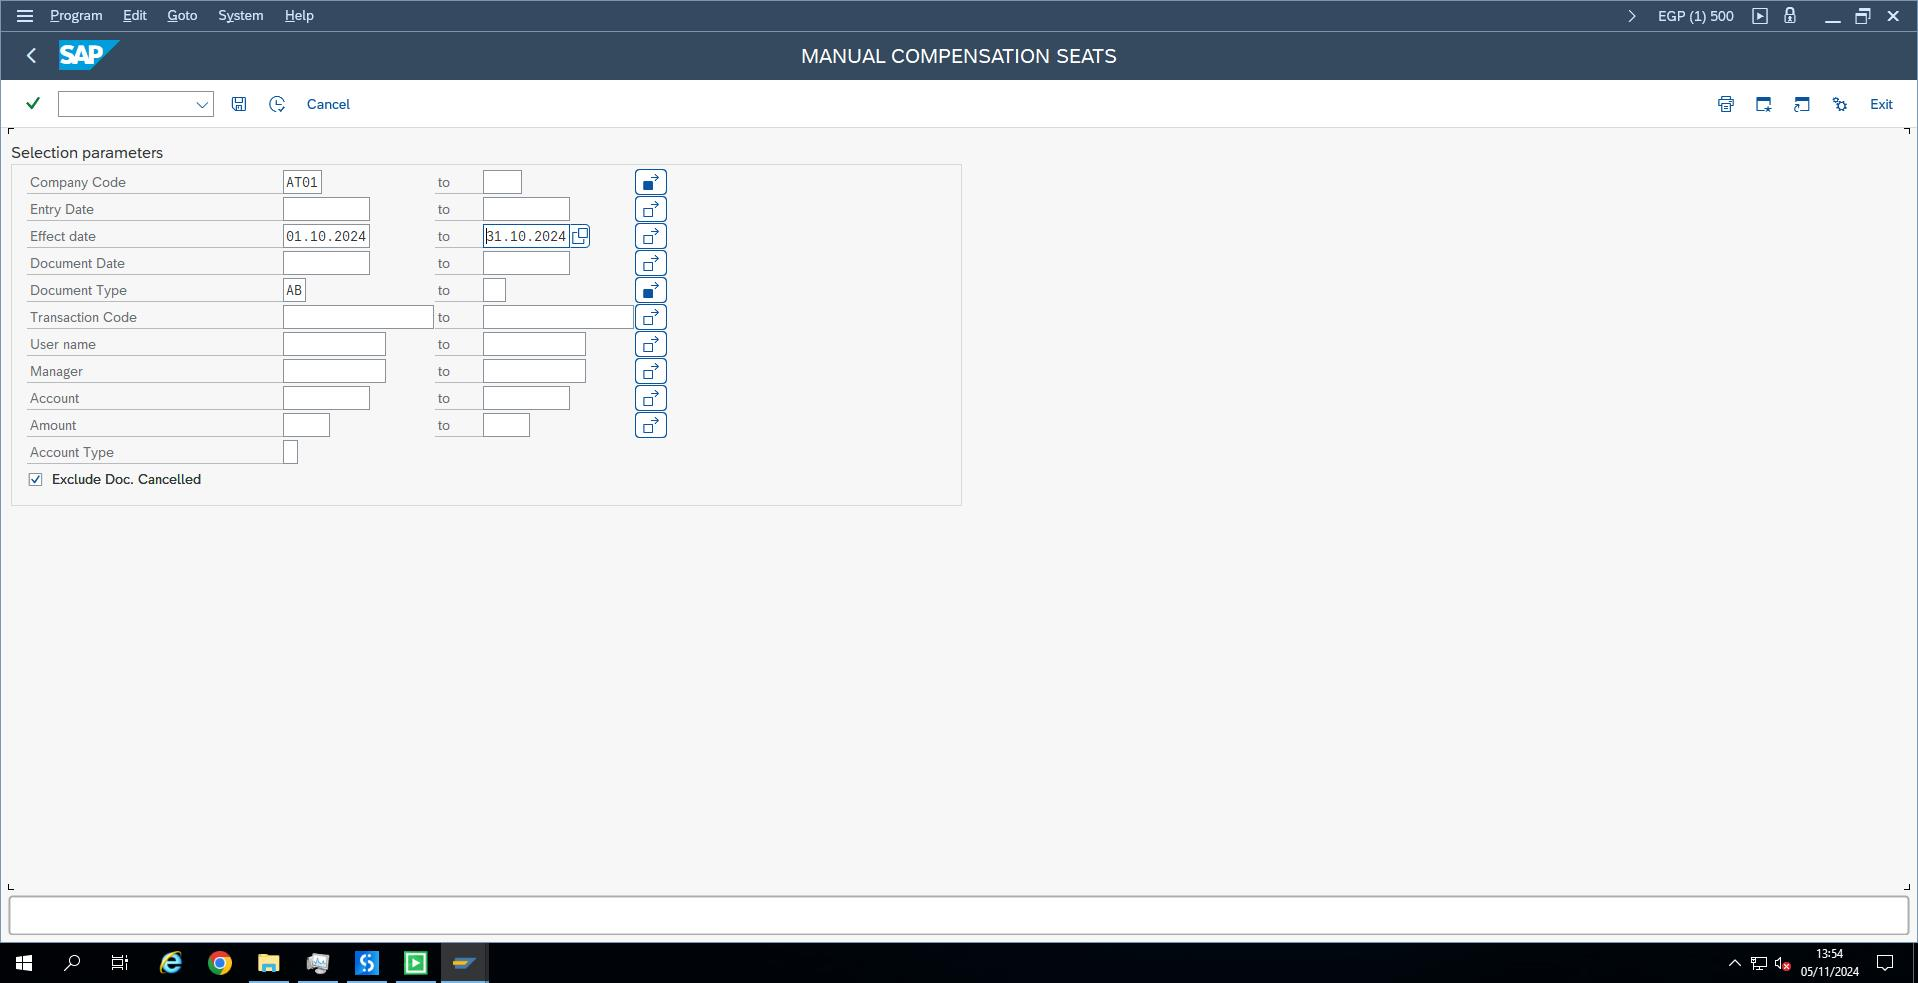 Program Edit Goto System Help EGP (1) 500
SAP MANUAL COMPENSATION SEATS
Cancel Exit
Selection parameters
Company Code AT01 to
Entry Date to
Effect date 01.10.2024 to 31.10.2024
Document Date to
Document Type AB to
Transaction Code to
User name to
Manager to
Account to
Amount to
Account Type
Exclude Doc. Cancelled
13:54
05/11/2024